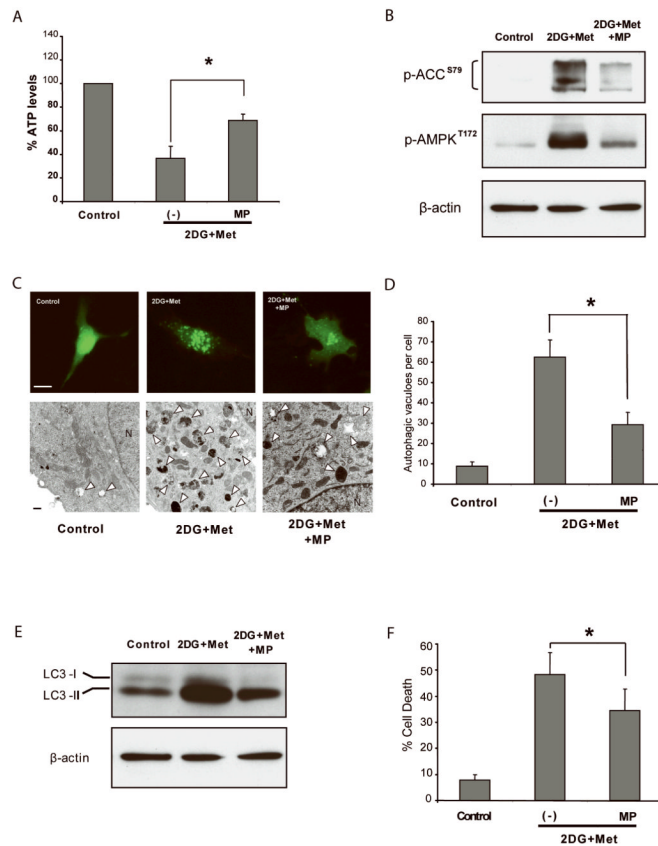 A
% ATP levels
140
120
100
80
60
40
20
0
*
Control
(-)
MP
2DG+Met
B
Control
2DG+Met
2DG+Met
+MP
p-ACC S79
p-AMPK T172
β-actin
C
Control
2DG+Met
2DG+Met
+MP
N
N
N
Control
2DG+Met
2DG+Met
+MP
D
Autophagic vacuoles per cell
80
70
60
50
40
30
20
10
0
*
Control
(-)
MP
2DG+Met
E
Control
2DG+Met
2DG+Met
+MP
LC3 -I
LC3 -II
β-actin
F
% Cell Death
60
50
40
30
20
10
0
*
Control
(-)
MP
2DG+Met